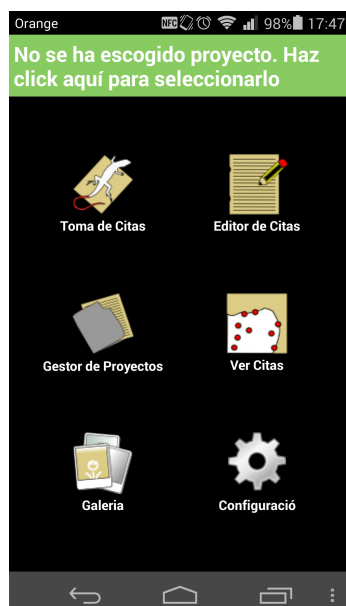 Orange NFC 98% 17:47
No se ha escogido proyecto. Haz
click aquí para seleccionarlo
Toma de Citas Editor de Citas
Gestor de Proyectos Ver Citas
Galeria Configuració